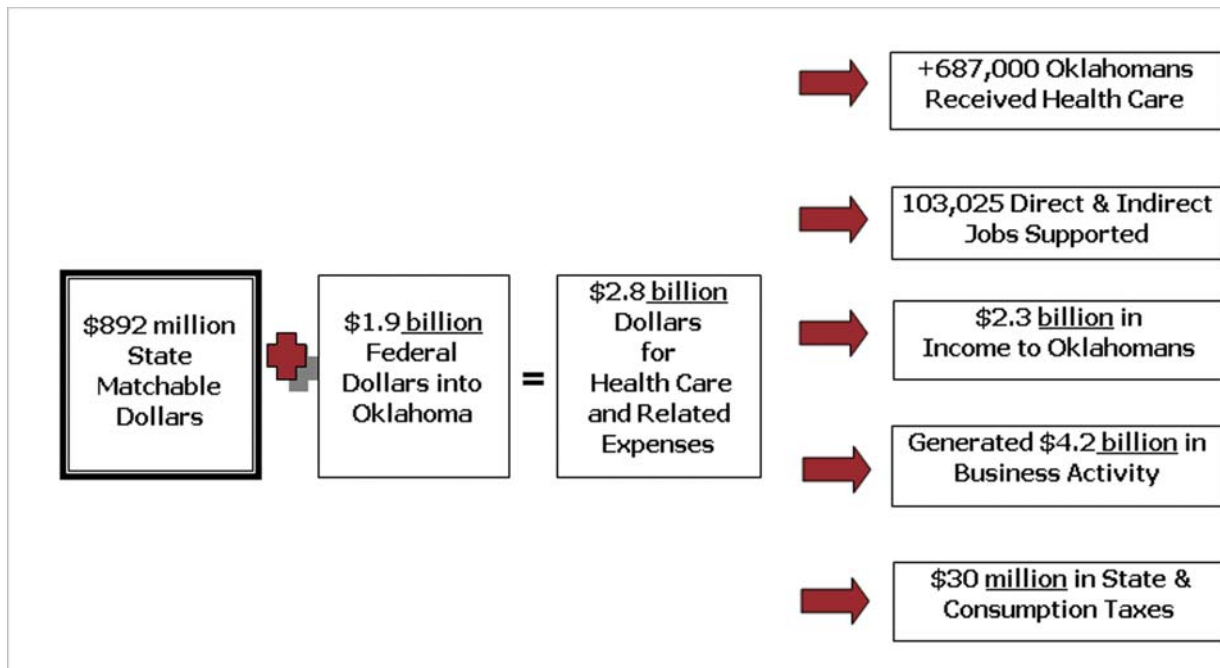 +687,000 Oklahomans
Received Health Care
103,025 Direct & Indirect
Jobs Supported
$892 million
State
Matchable
Dollars
$1.9 billion
Federal
Dollars into
Oklahoma
=
$2.8 billion
Dollars
for
Health Care
and Related
Expenses
$2.3 billion in
Income to Oklahomans
Generated $4.2 billion in
Business Activity
$30 million in State &
Consumption Taxes